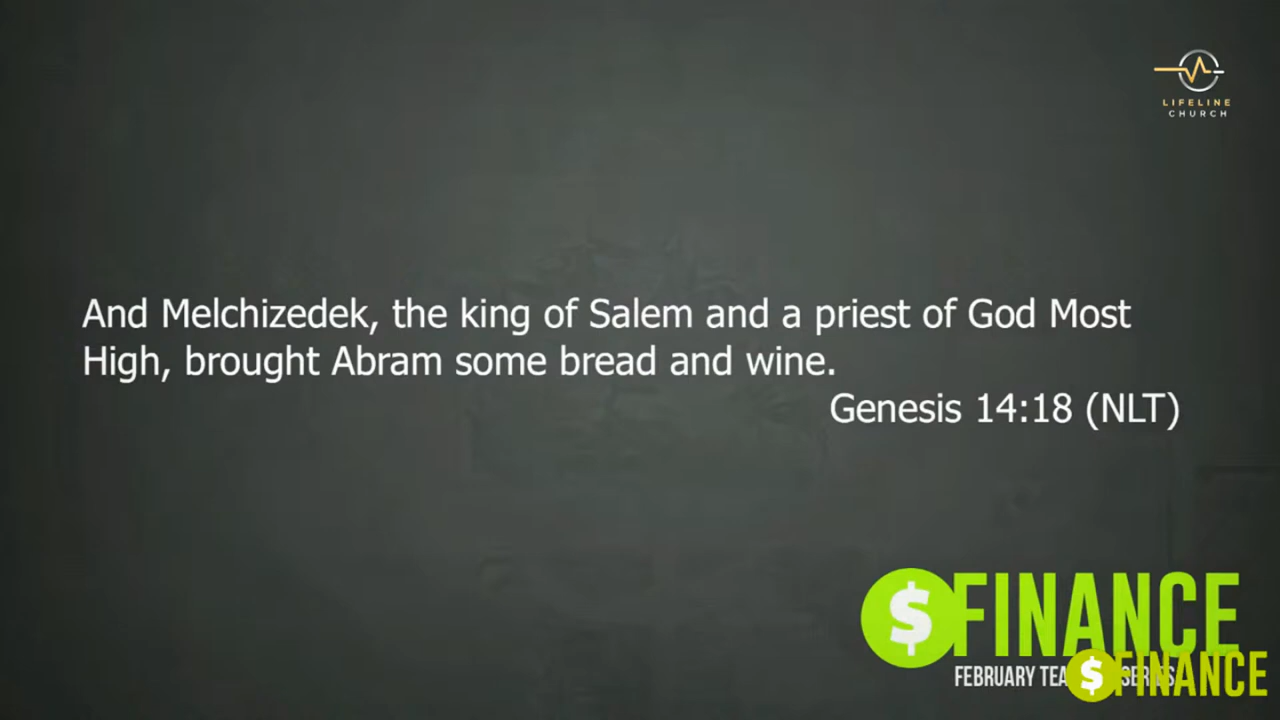 LIFELINE
CHURCH
And Melchizedek, the king of Salem and a priest of God Most
High, brought Abram some bread and wine.
Genesis 14:18 (NLT)
$FINANCE
FEBRUARY
$FINANCE